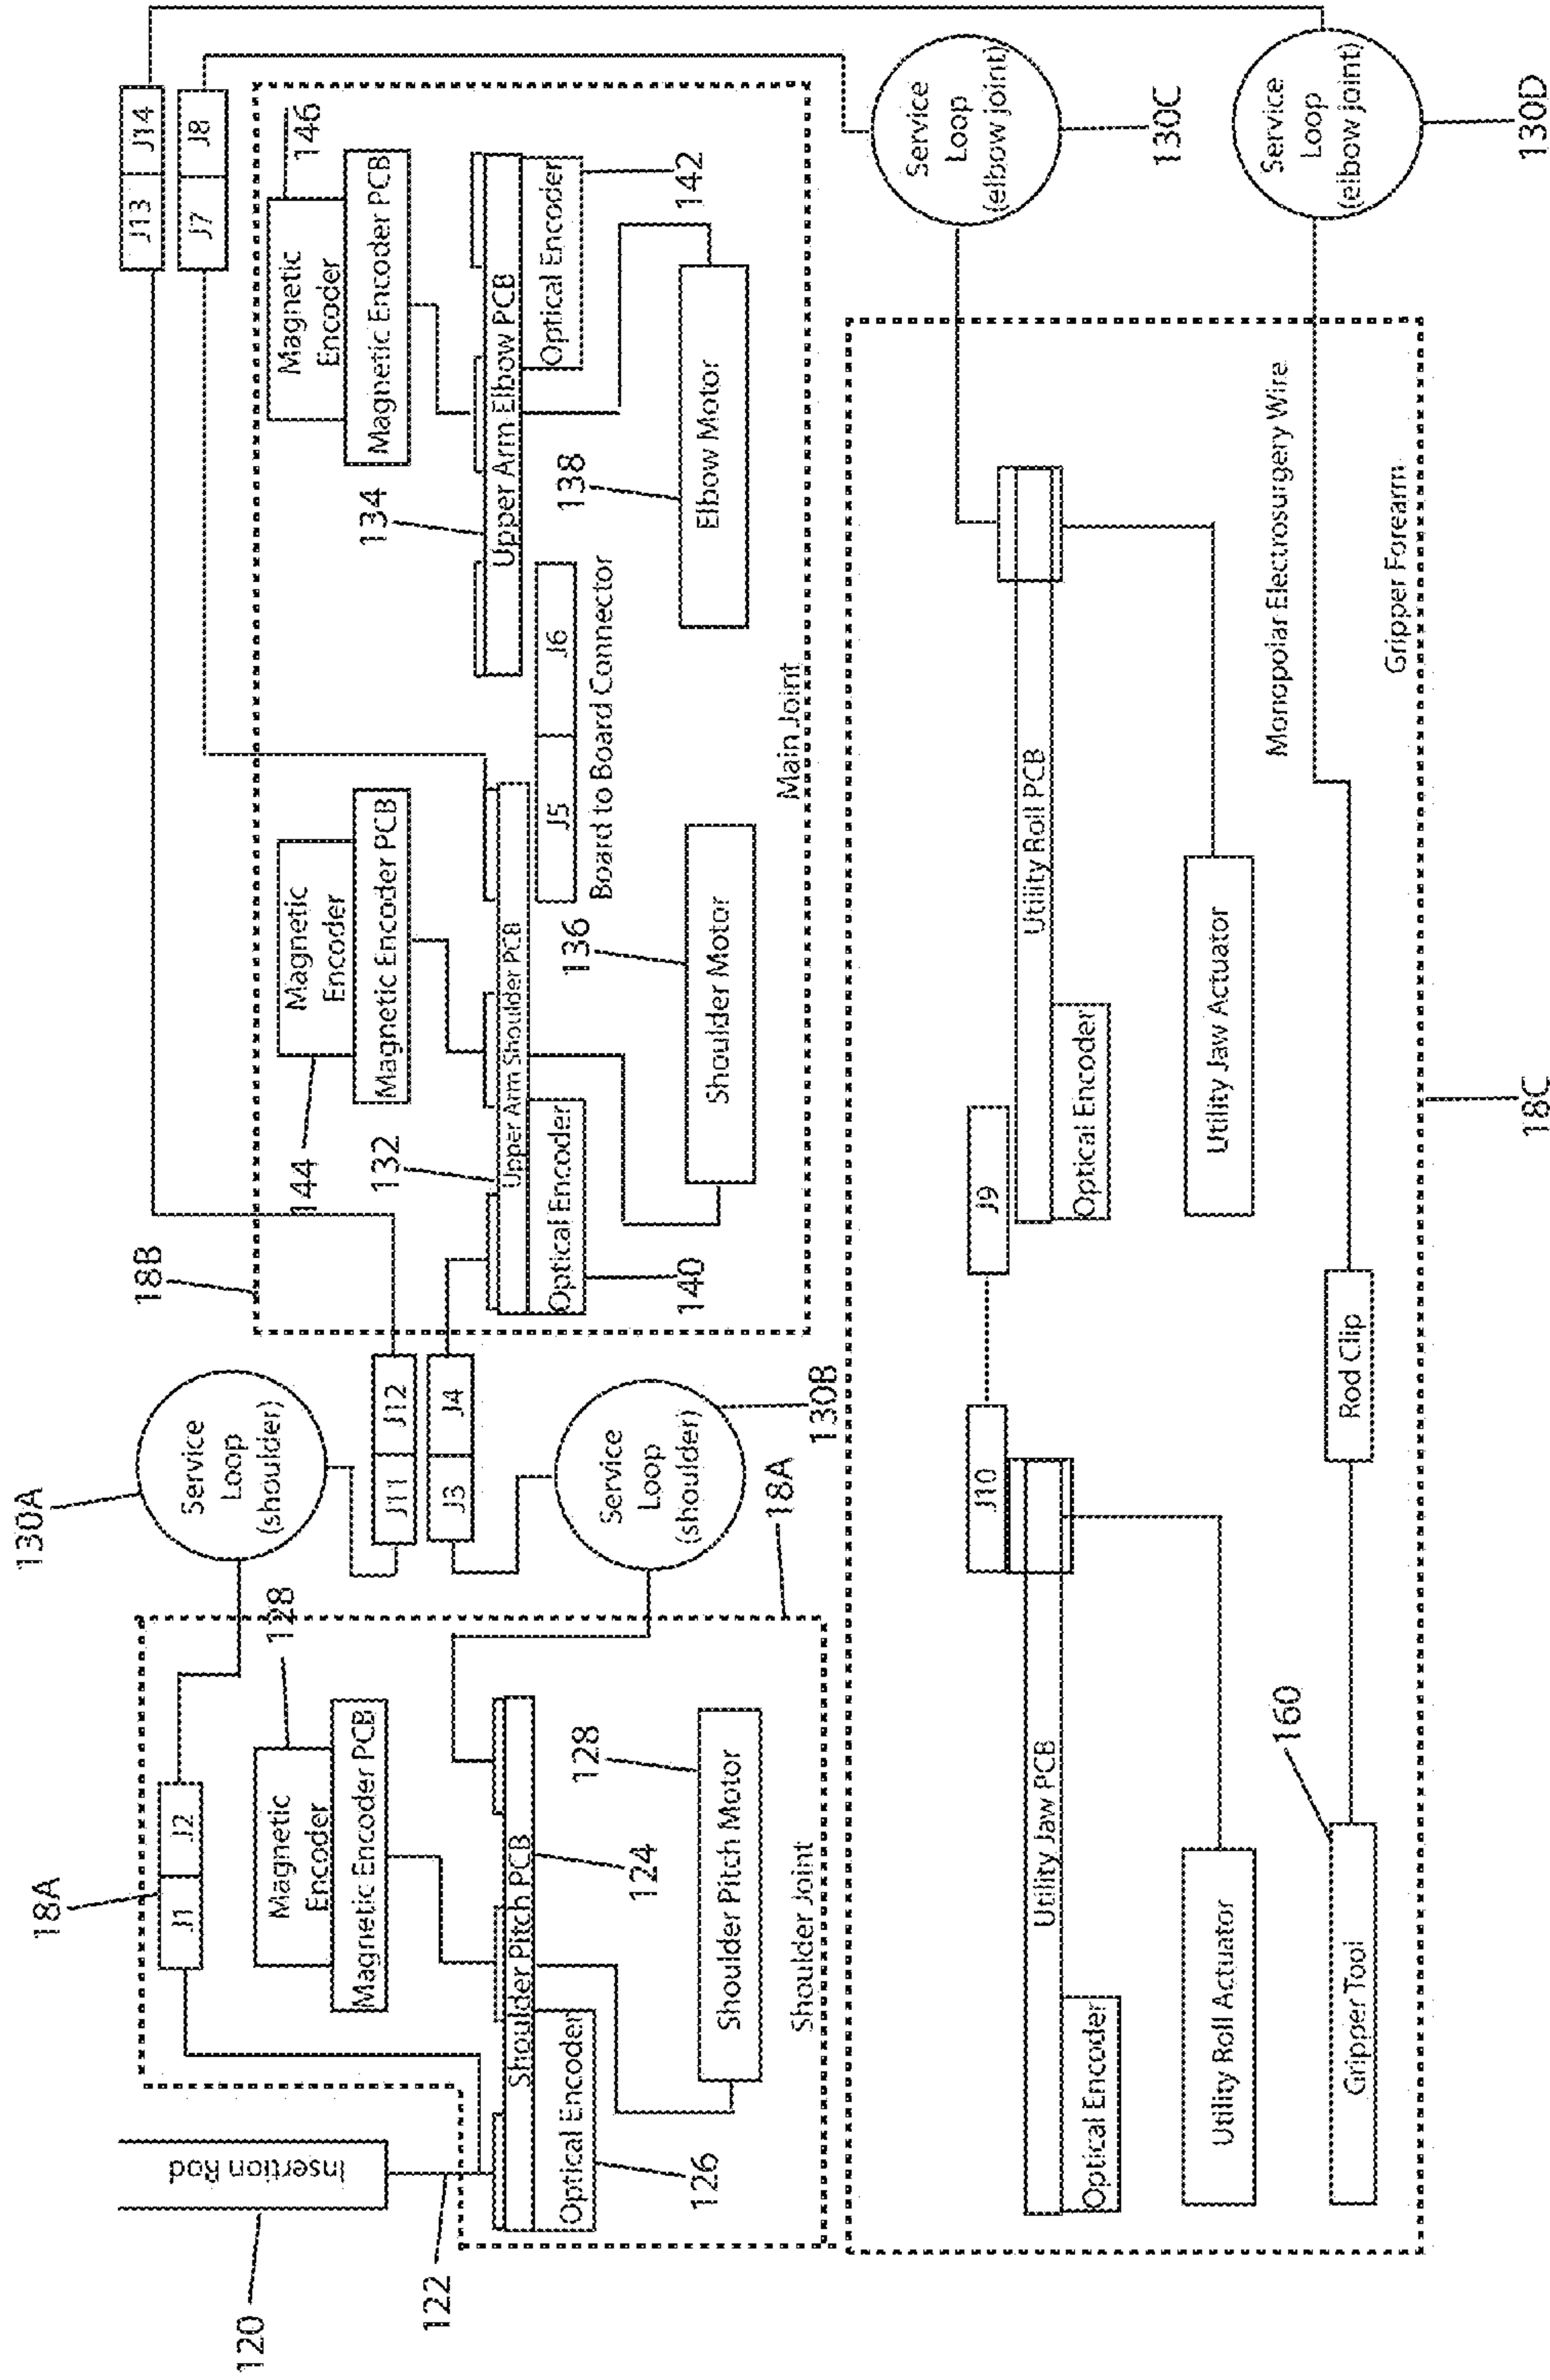 120
Insertion Rod
122
18A
J1
J2
128
Magnetic
Encoder
Magnetic Encoder PCB
Shoulder Pitch PCB
124
Optical Encoder
126
128
Shoulder Pitch Motor
Shoulder Joint
18A
130A
Service
Loop
(shoulder)
J11
J12
J3
J4
Service
Loop
(shoulder)
130B
18B
J13
J14
J7
J8
144
Magnetic
Encoder
Magnetic Encoder PCB
132
Upper Arm Shoulder PCB
Optical Encoder
140
136
Shoulder Motor
J5
J6
Board to Board Connector
146
Magnetic
Encoder
Magnetic Encoder PCB
134
Upper Arm Elbow PCB
Optical Encoder
142
138
Elbow Motor
Main Joint
Service
Loop
(elbow joint)
130C
Service
Loop
(elbow joint)
130D
J10
J9
Utility Jaw PCB
Optical Encoder
Utility Roll Actuator
Utility Roll PCB
Optical Encoder
Utility Jaw Actuator
Monopolar Electrosurgery Wire
160
Gripper Tool
Rod Clip
Gripper Forearm
18C